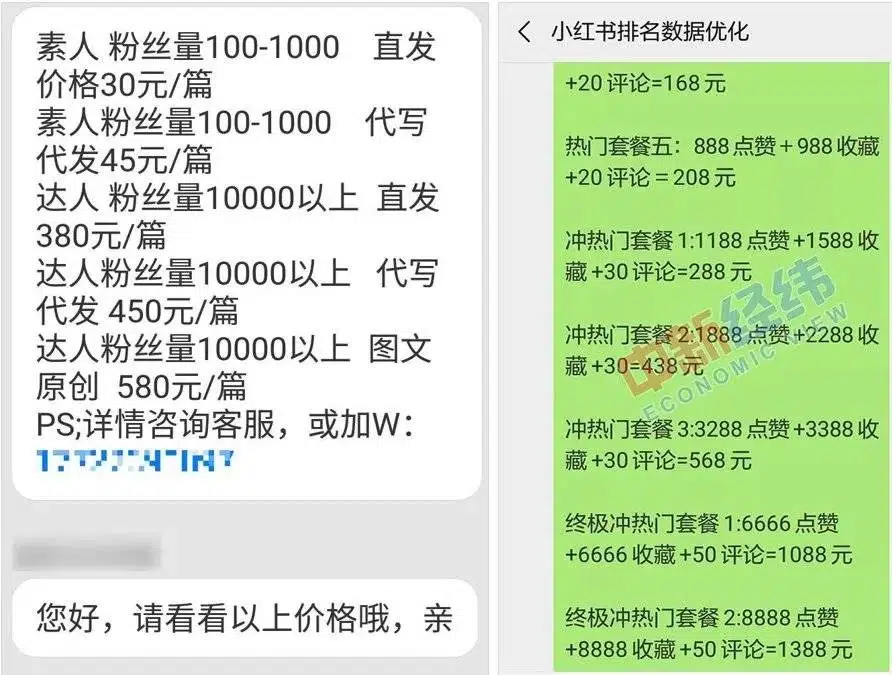 素人 粉丝量100-1000 直发
价格30元/篇
素人粉丝量100-1000 代写
代发45元/篇
达人 粉丝量10000以上 直发
380元/篇
达人粉丝量10000以上 代写
代发 450元/篇
达人粉丝量10000以上 图文
原创 580元/篇
PS;详情咨询客服，或加W：
您好，请看看以上价格哦，亲
小红书排名数据优化
+20 评论=168 元
热门套餐五：888 点赞＋988 收藏
+20 评论＝208 元
冲热门套餐 1:1188 点赞+1588 收
藏 +30 评论=288 元
冲热门套餐 2:1888 点赞+2288 收
藏 +30=438 元
冲热门套餐 3:3288 点赞+3388 收
藏 +30 评论=568 元
终极冲热门套餐 1:6666 点赞
+6666 收藏 +50 评论=1088 元
终极冲热门套餐 2:8888 点赞
+8888 收藏 +50 评论=1388 元
中新经纬
ECONOMIC VIEW